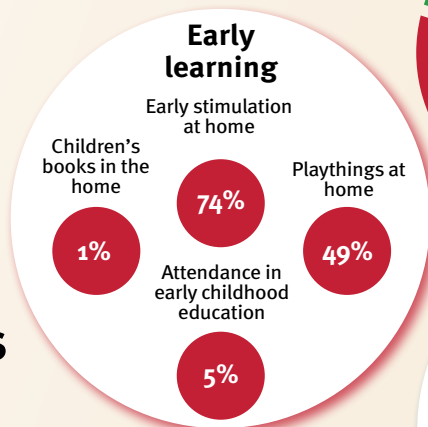 Early
learning
Early stimulation
at home
74%
Children's
books in the
home
1%
Playthings at
home
49%
Attendance in
early childhood
education
5%
s